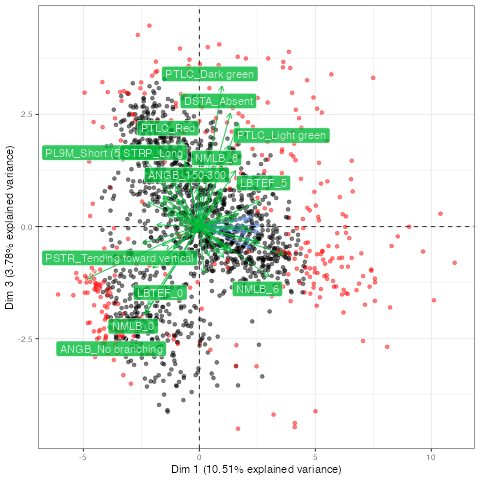 PTLC_Dark green
DSTA_Absent
PTLC_Red
PTLC_Light green
PL9M_Short (5
STRP_Long
NMLB_8
ANGB_150-300
LBTEF_5
PSTR_Tending toward vertical
LBTEF_0
NMLB_6
NMLB_0
ANGB_No branching
2.5
0.0
-2.5
-5
0
5
10
Dim 1 (10.51% explained variance)
Dim 3 (3.78% explained variance)